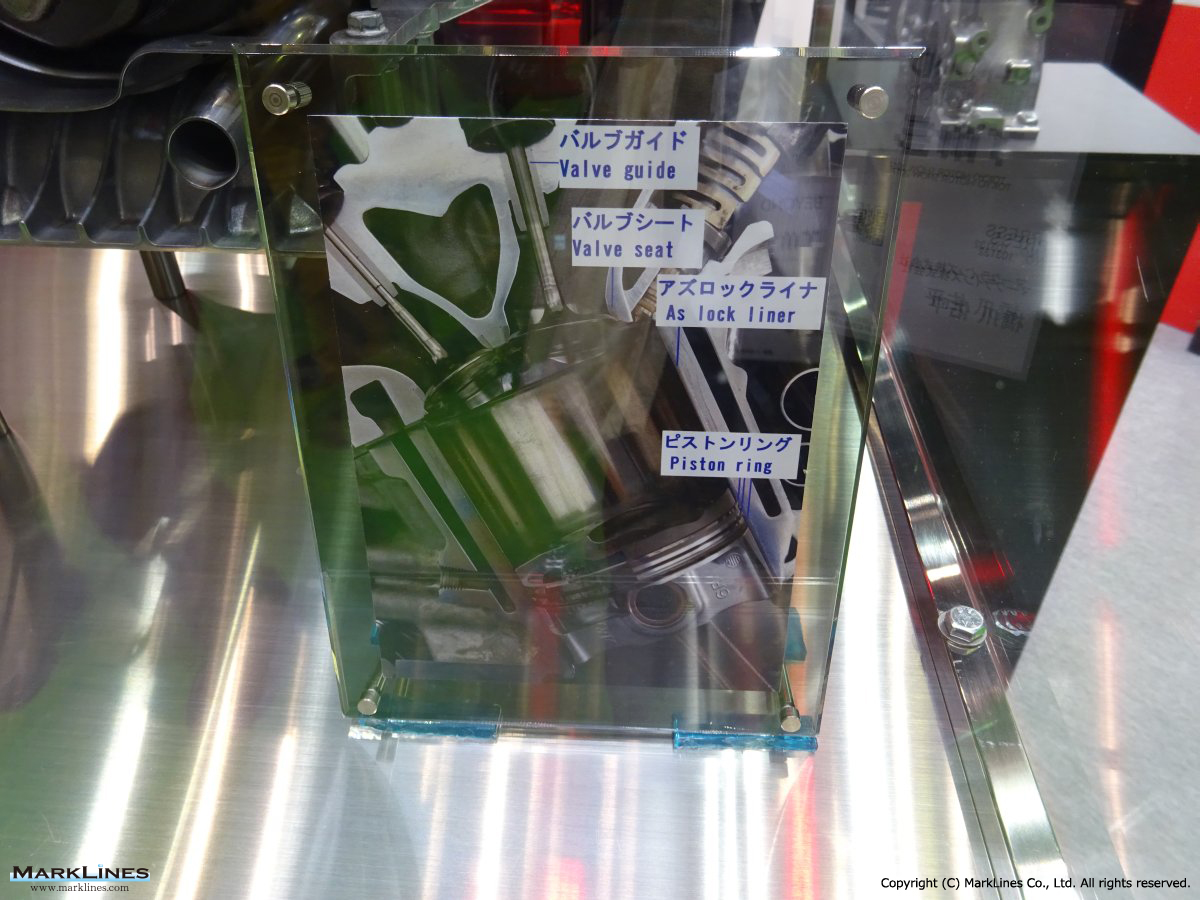 バルブガイド
Valve guide
バルブシート
Valve seat
アズロックライナ
As lock liner
ピストンリング
Piston ring
MARKLINES
www.marklines.com
Copyright (C) MarkLines Co., Ltd. All rights reserved.